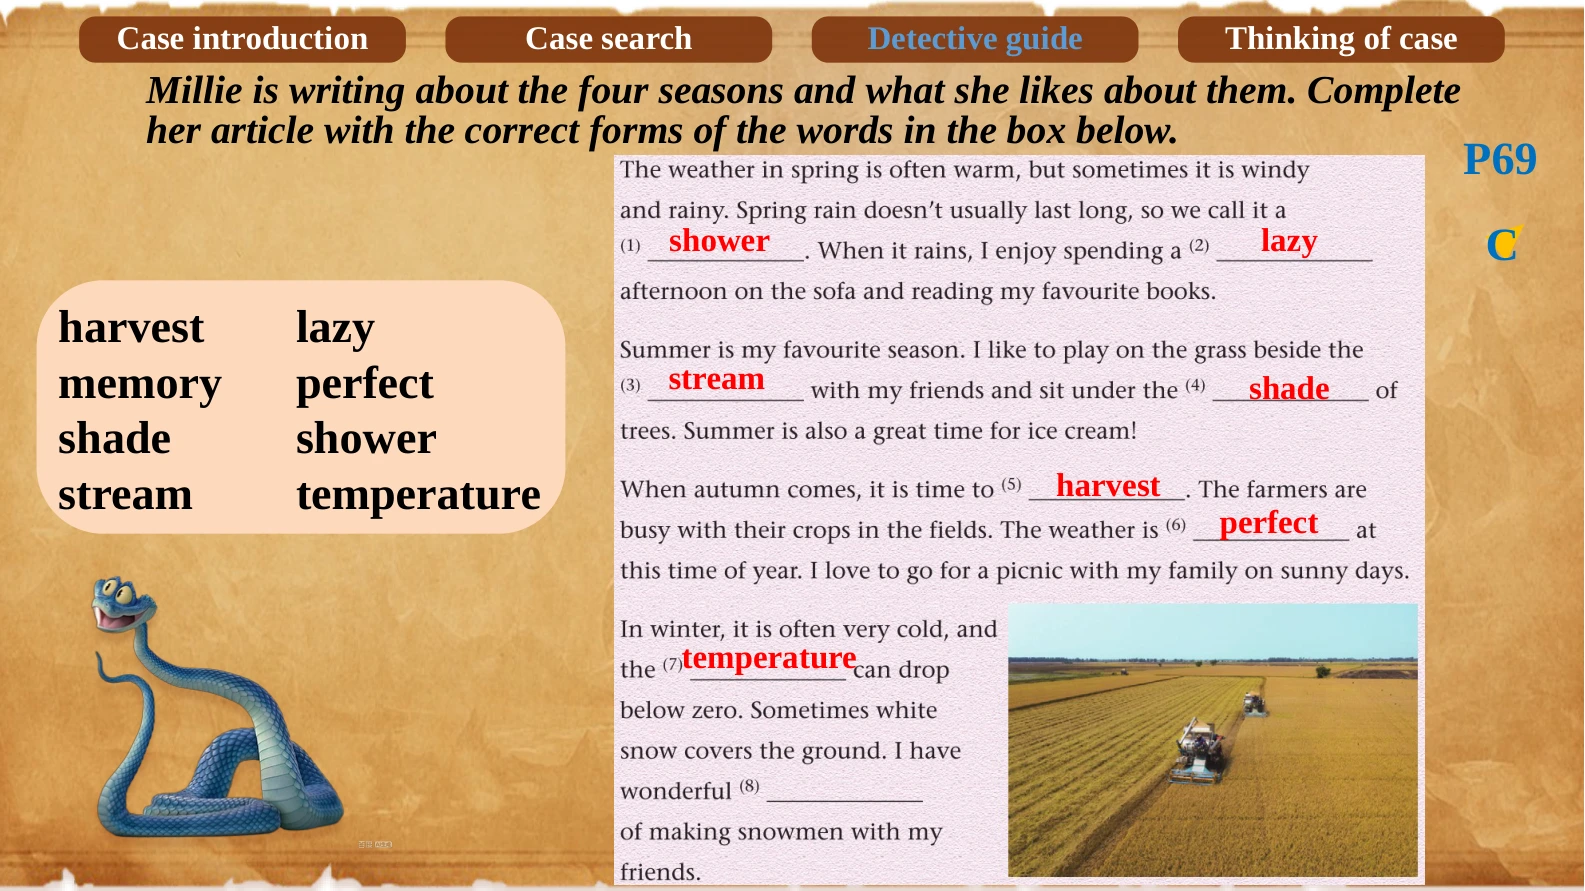 Case introduction
Case search
Detective guide
Thinking of case
Millie is writing about the four seasons and what she likes about them. Complete
her article with the correct forms of the words in the box below.
P69
C
harvest lazy
memory perfect
shade shower
stream temperature
The weather in spring is often warm, but sometimes it is windy
and rainy. Spring rain doesn't usually last long, so we call it a
(1) shower. When it rains, I enjoy spending a (2) lazy
afternoon on the sofa and reading my favourite books.
Summer is my favourite season. I like to play on the grass beside the
(3) stream with my friends and sit under the (4) shade of
trees. Summer is also a great time for ice cream!
When autumn comes, it is time to (5) harvest. The farmers are
busy with their crops in the fields. The weather is (6) perfect at
this time of year. I love to go for a picnic with my family on sunny days.
In winter, it is often very cold, and
the (7) temperature can drop
below zero. Sometimes white
snow covers the ground. I have
wonderful (8) ____________
of making snowmen with my
friends.